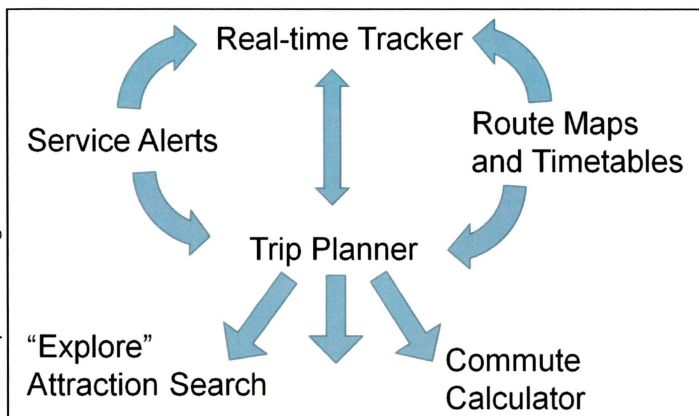 Real-time Tracker
Service Alerts
Route Maps
and Timetables
Trip Planner
“Explore”
Attraction Search
Commute
Calculator